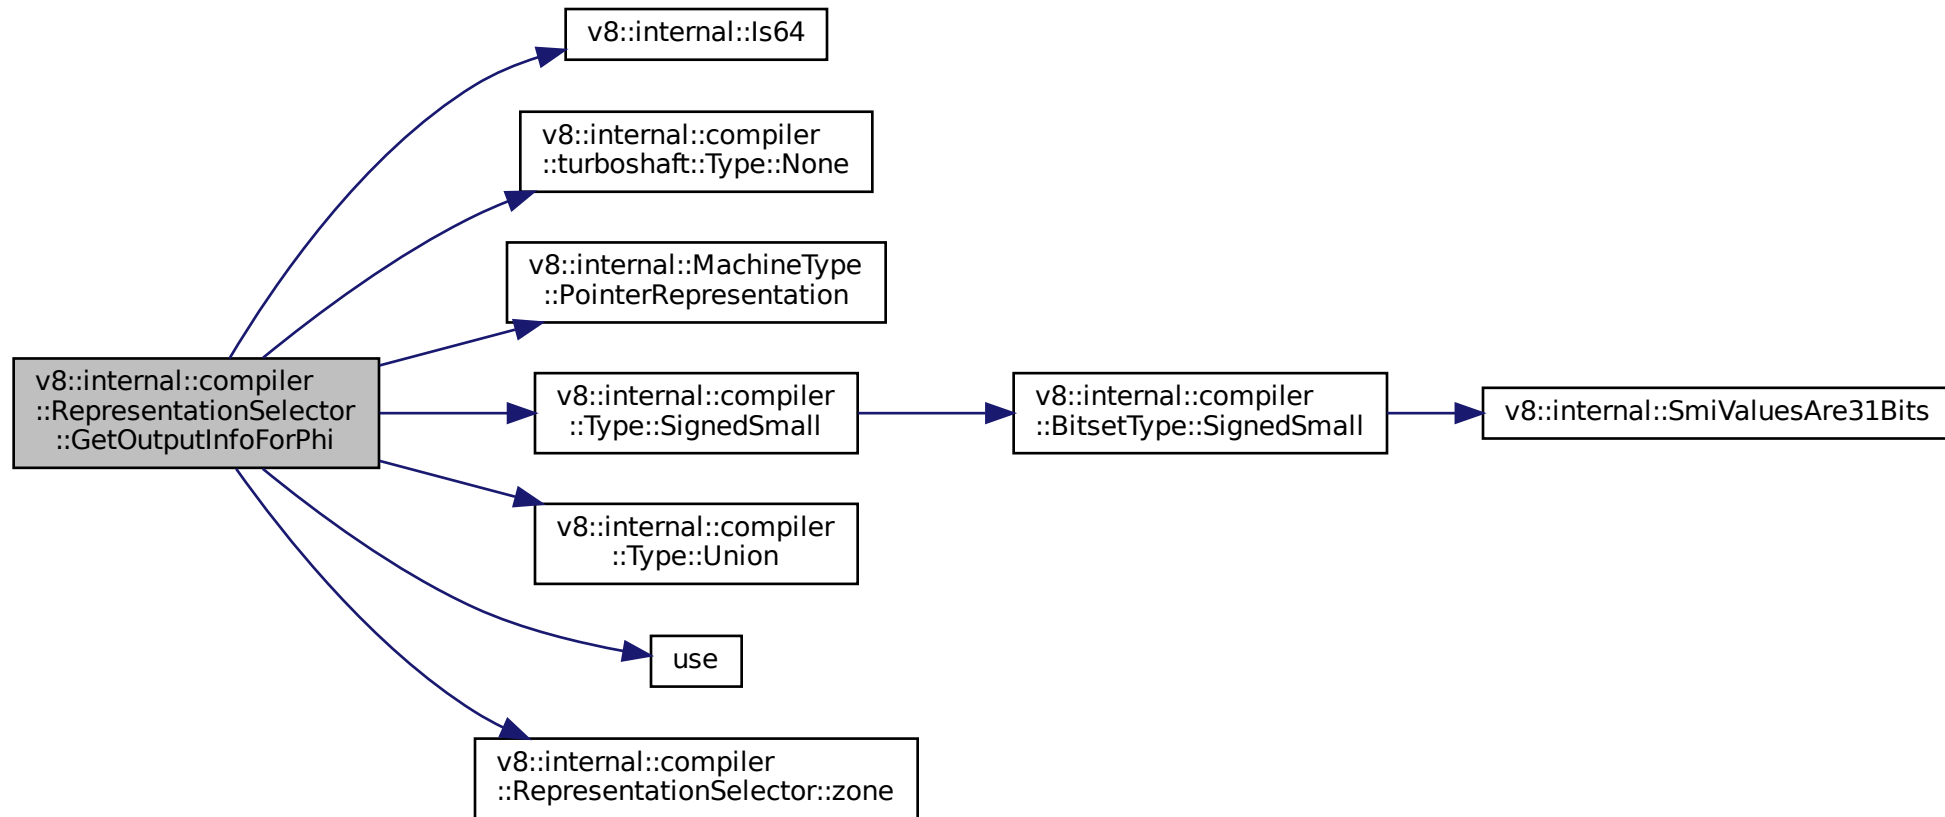 v8::internal::Is64
v8::internal::compiler
::turboshaft::Type::None
v8::internal::MachineType
::PointerRepresentation
v8::internal::compiler
::RepresentationSelector
::GetOutputInfoForPhi
v8::internal::compiler
::Type::SignedSmall
v8::internal::compiler
::BitsetType::SignedSmall
v8::internal::SmiValuesAre31Bits
v8::internal::compiler
::Type::Union
use
v8::internal::compiler
::RepresentationSelector::zone